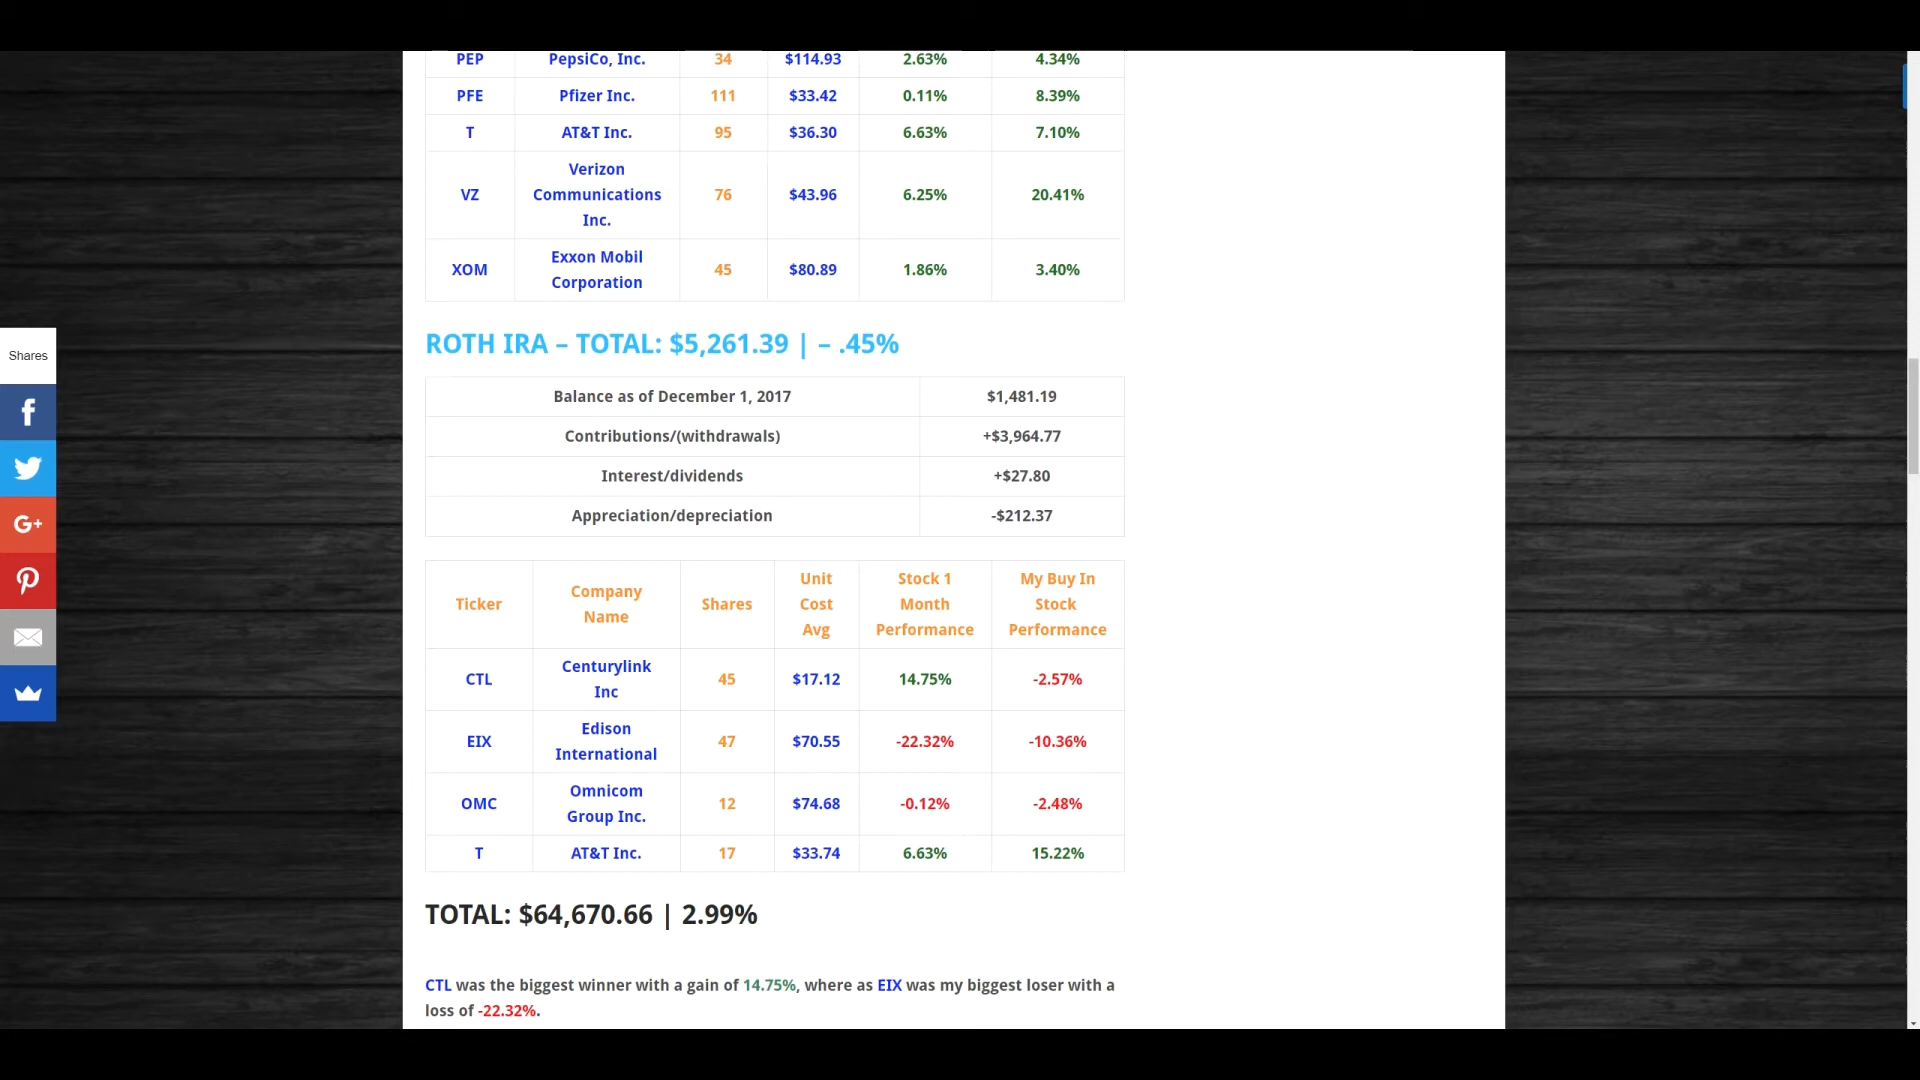 PEP PepsiCo, Inc. 34 $114.93 2.63% 4.34%
PFE Pfizer Inc. 111 $33.42 0.11% 8.39%
T AT&T Inc. 95 $36.30 6.63% 7.10%
Verizon
VZ Communications 76 $43.96 6.25% 20.41%
Inc.
Exxon Mobil
XOM 45 $80.89 1.86% 3.40%
Corporation
ROTH IRA – TOTAL: $5,261.39 | – .45%
Shares
Balance as of December 1, 2017 $1,481.19
Contributions/(withdrawals) +$3,964.77
Interest/dividends +$27.80
Appreciation/depreciation -$212.37
G+
Unit Stock 1 My Buy In
Company
Ticker Shares Cost Month Stock
Name
Avg Performance Performance
Centurylink
CTL 45 $17.12 14.75% -2.57%
Inc
Edison
EIX 47 $70.55 -22.32% -10.36%
International
Omnicom
OMC 12 $74.68 -0.12% -2.48%
Group Inc.
T AT&T Inc. 17 $33.74 6.63% 15.22%
TOTAL: $64,670.66 | 2.99%
CTL was the biggest winner with a gain of 14.75%, where as EIX was my biggest loser with a
loss of -22.32%.